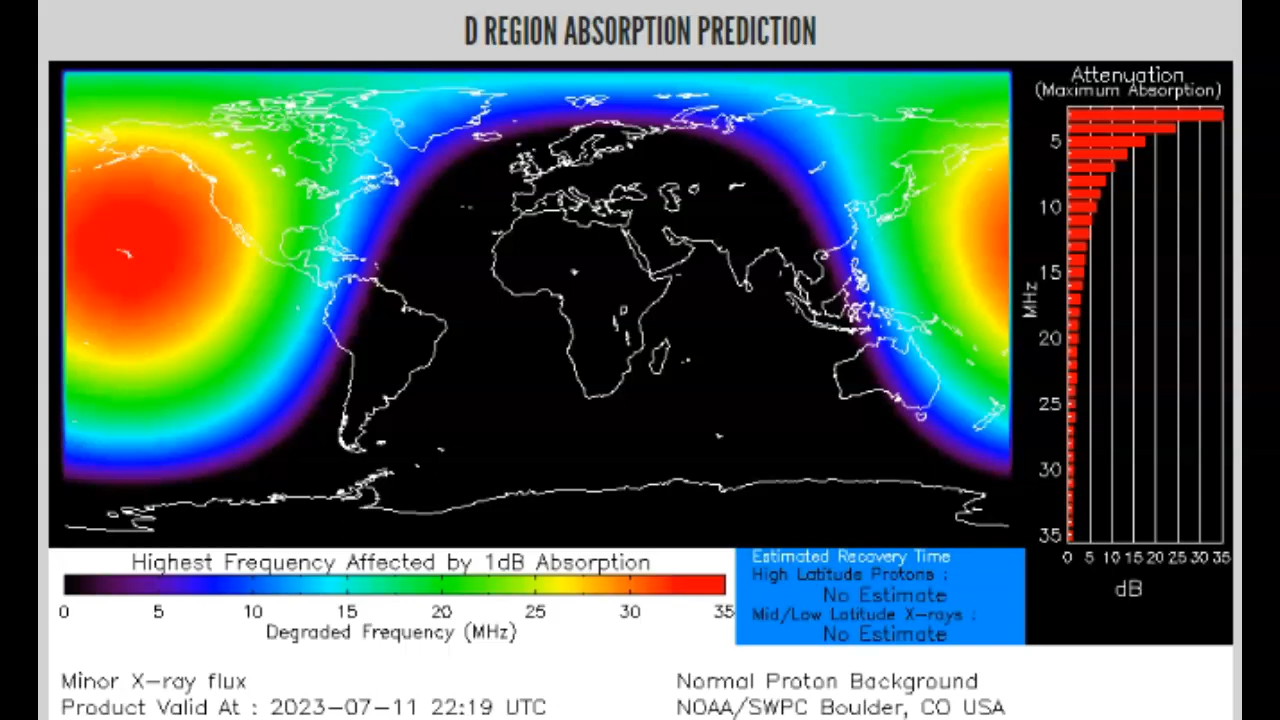 D REGION ABSORPTION PREDICTION
Attenuation
(Maximum Absorption)
5
10
15
20
25
30
35
MHz
0 5 10 15 20 25 30 35
dB
Highest Frequency Affected by 1dB Absorption
0 5 10 15 20 25 30 35
Degraded Frequency (MHz)
Estimated Recovery Time
High Latitude Protons :
No Estimate
Mid/Low Latitude X-rays :
No Estimate
Minor X-ray flux
Product Valid At : 2023-07-11 22:19 UTC
Normal Proton Background
NOAA/SWPC Boulder, CO USA